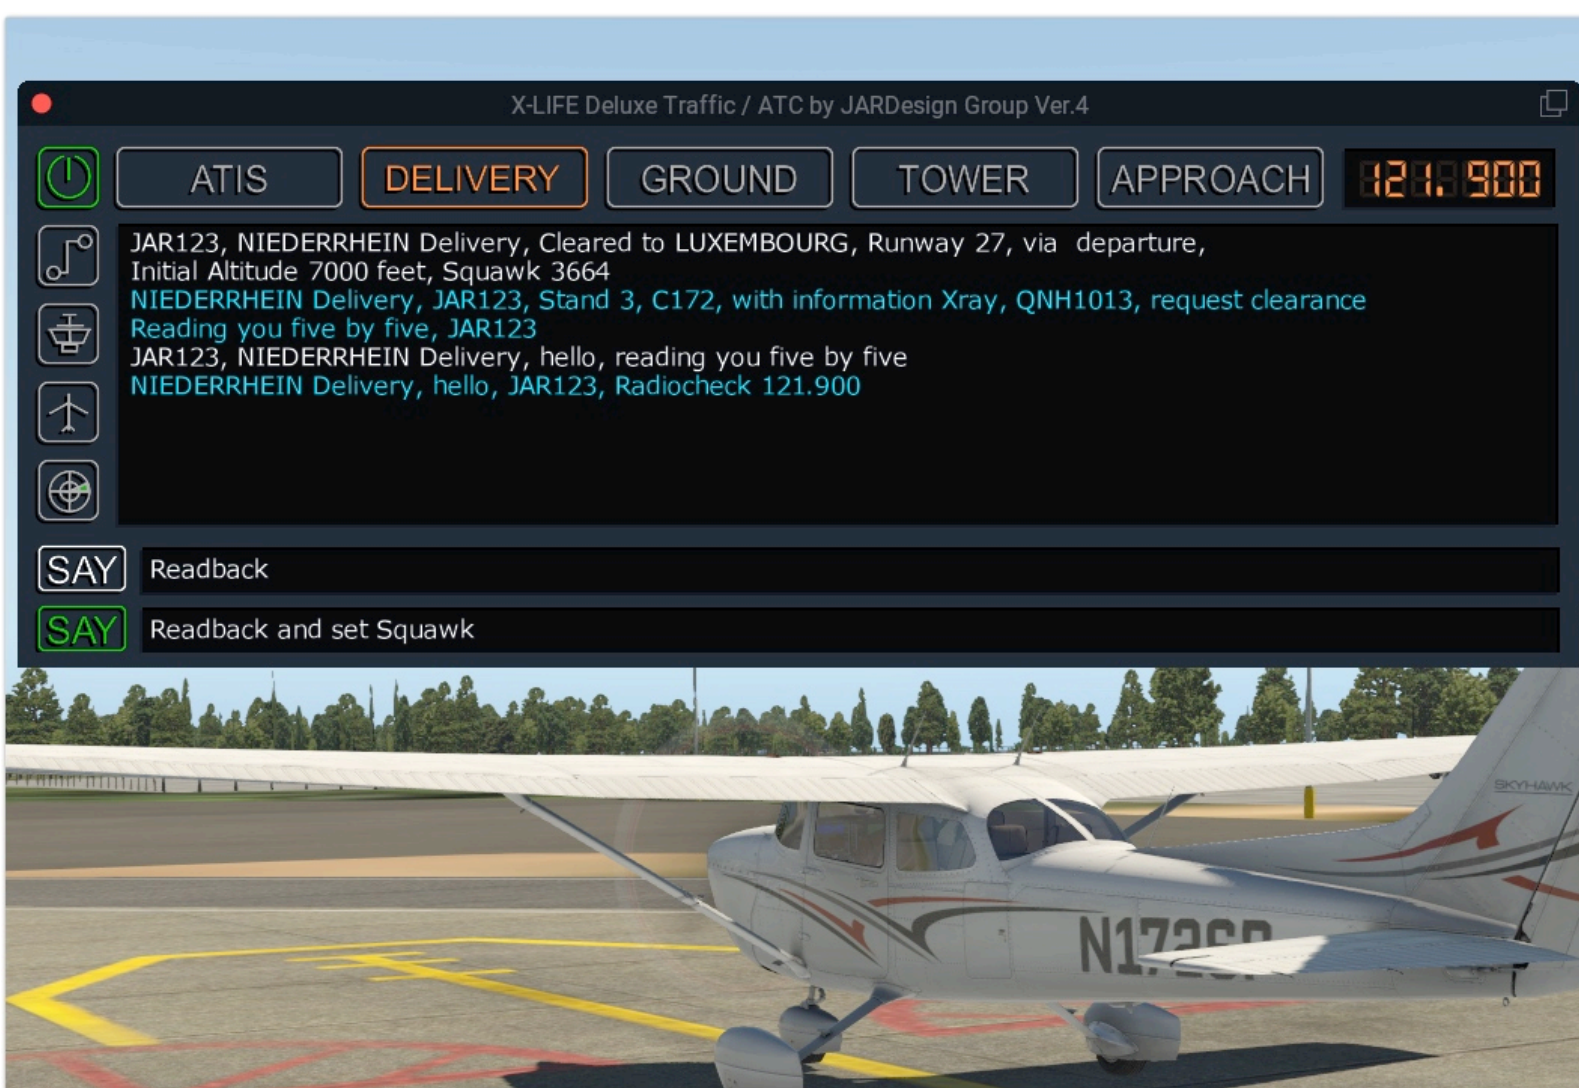 X-LIFE Deluxe Traffic / ATC by JARDesign Group Ver.4
ATIS DELIVERY GROUND TOWER APPROACH 121.900
JAR123, NIEDERRHEIN Delivery, Cleared to LUXEMBOURG, Runway 27, via departure,
Initial Altitude 7000 feet, Squawk 3664
NIEDERRHEIN Delivery, JAR123, Stand 3, C172, with information Xray, QNH1013, request clearance
Reading you five by five, JAR123
JAR123, NIEDERRHEIN Delivery, hello, reading you five by five
NIEDERRHEIN Delivery, hello, JAR123, Radiocheck 121.900
SAY Readback
SAY Readback and set Squawk
SKYHAWK
N172SP